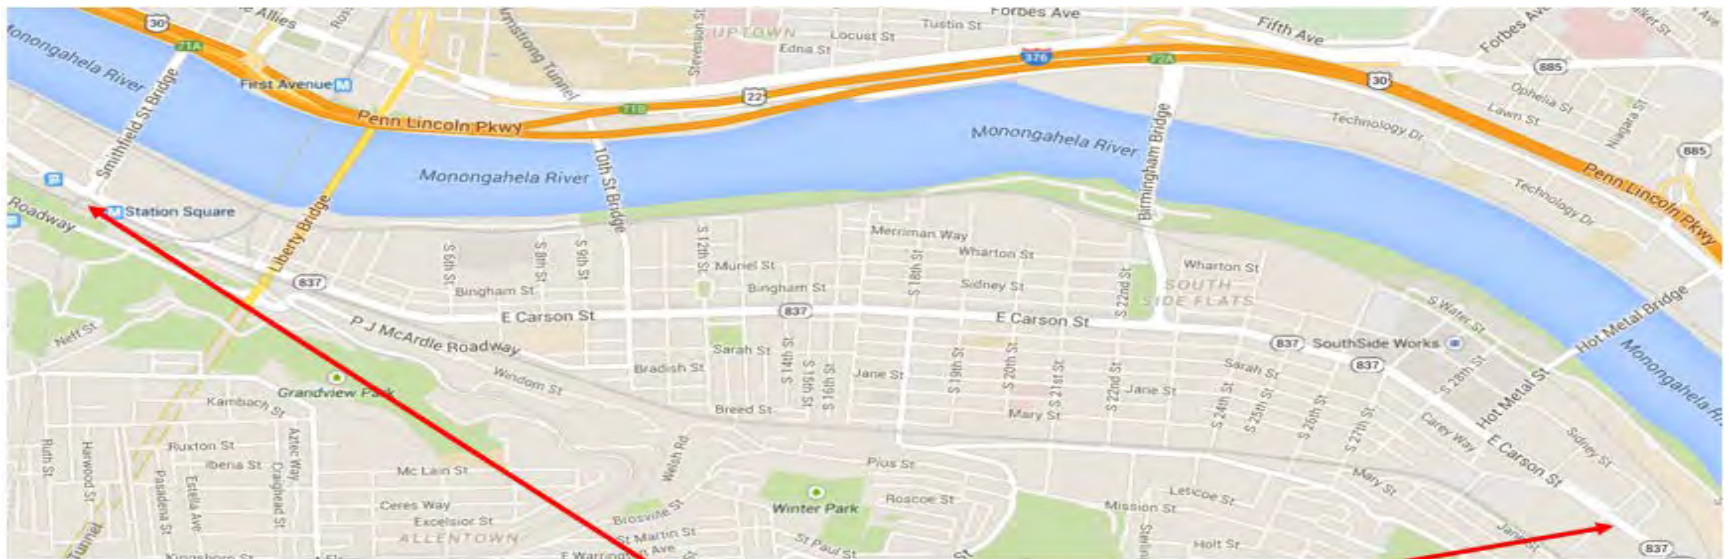 30
e Allies
Forbes Ave
Tustin St
Locust St
UPTOWN
Edna St
Stevenson St
Armstrong Tunnel
Fifth Ave
Forbes Ave
71A
376
72A
885
30
Monongahela River
First Avenue
Ophelia St
Lawn St
Niagara St
22
71B
Penn Lincoln Pkwy
Technology Dr
885
Smithfield St Bridge
Monongahela River
10th St Bridge
Monongahela River
Birmingham Bridge
Penn Lincoln Pkwy
Technology Dr
Roadway
Station Square
Liberty Bridge
Merriman Way
S 6th St
S 8th St
S 9th St
S 12th St
Muriel St
Wharton St
Wharton St
837
Bingham St
Bingham St
S 18th St
Sidney St
S 22nd St
SOUTH
SIDE FLATS
S Water St
Hot Metal Bridge
E Carson St
837
E Carson St
Neff St
P J McArdle Roadway
837
SouthSide Works
Monongahela Ri
Sarah St
S 14th St
S 15th St
S 16th St
Jane St
S 19th St
S 20th St
S 21st St
S 22nd St
Jane St
Sarah St
837
S 28th St
Bradish St
Windom St
Grandview Park
Kambach St
Breed St
Mary St
S 24th St
S 25th St
S 26th St
S 27th St
Carey Way
Hot Metal St
E Carson St
Sidney St
Ruth St
Harwood St
Ruxton St
Iberia St
Aztec Way
Craighead St
Pasadena St
Estella Ave
Mc Lain St
Welsh Rd
Pius St
Mary St
Ceres Way
Excelsior St
ALLENTOWN
Brosville St
Winter Park
Roscoe St
Leticoe St
Mission St
Jane St
Tunnel
St Martin St
E Warrington Ave
St Paul St
St
Holt St
837